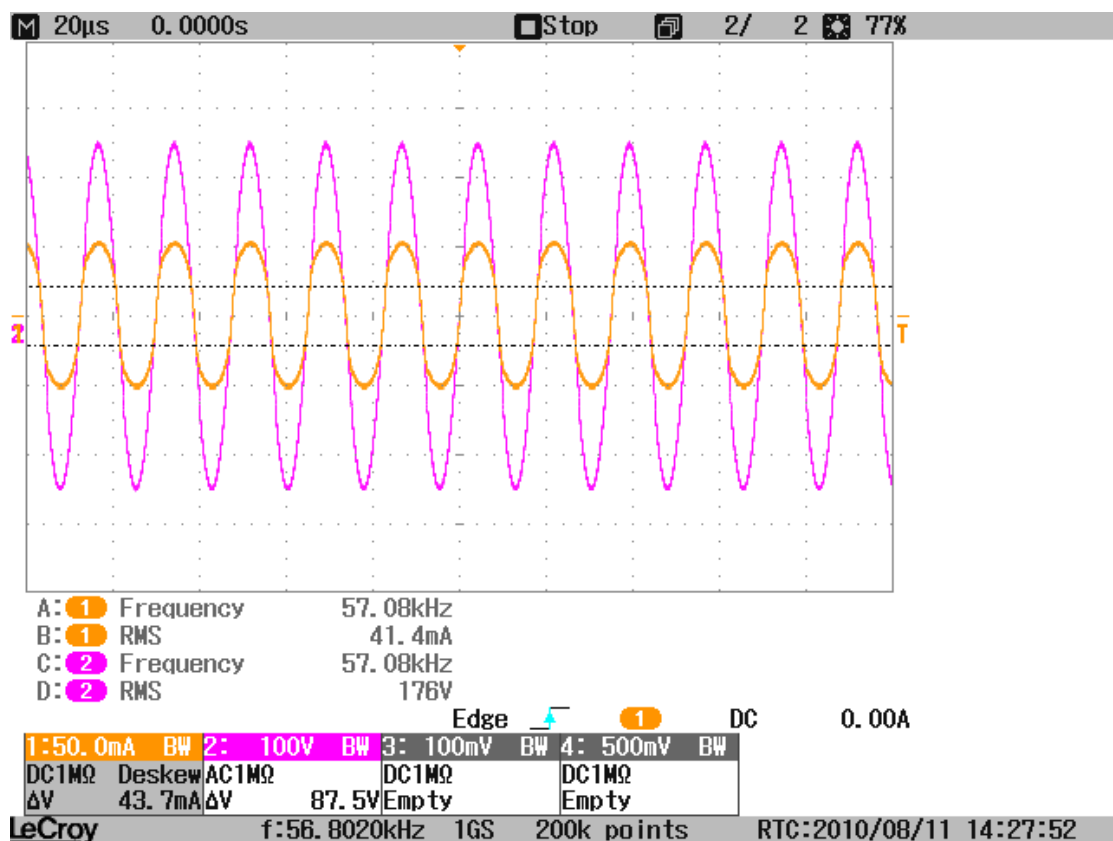 M 20μs 0.0000s Stop 2/ 2 77%
2 T
A:1 Frequency 57.08kHz
B:1 RMS 41.4mA
C:2 Frequency 57.08kHz
D:2 RMS 176V
Edge 1 DC 0.00A
1:50.0mA BW 2: 100V BW 3: 100mV BW 4: 500mV BW
DC1MΩ Deskew AC1MΩ DC1MΩ DC1MΩ
ΔV 43.7mA ΔV 87.5V Empty Empty
LeCroy f:56.8020kHz 1GS 200k points RTC:2010/08/11 14:27:52